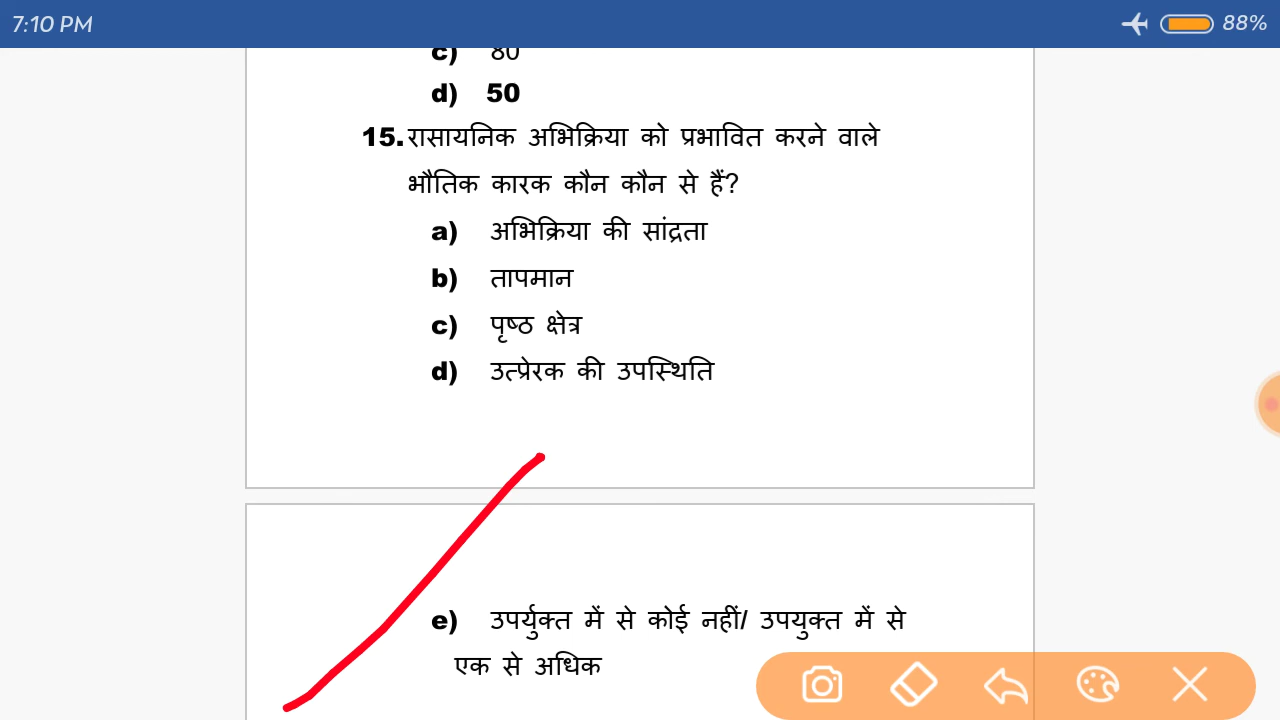 7:10 PM 88%
c) 80
d) 50
15. रासायनिक अभिक्रिया को प्रभावित करने वाले
भौतिक कारक कौन कौन से हैं?
a) अभिक्रिया की सांद्रता
b) तापमान
c) पृष्ठ क्षेत्र
d) उत्प्रेरक की उपस्थिति
e) उपर्युक्त में से कोई नहीं/ उपयुक्त में से
एक से अधिक